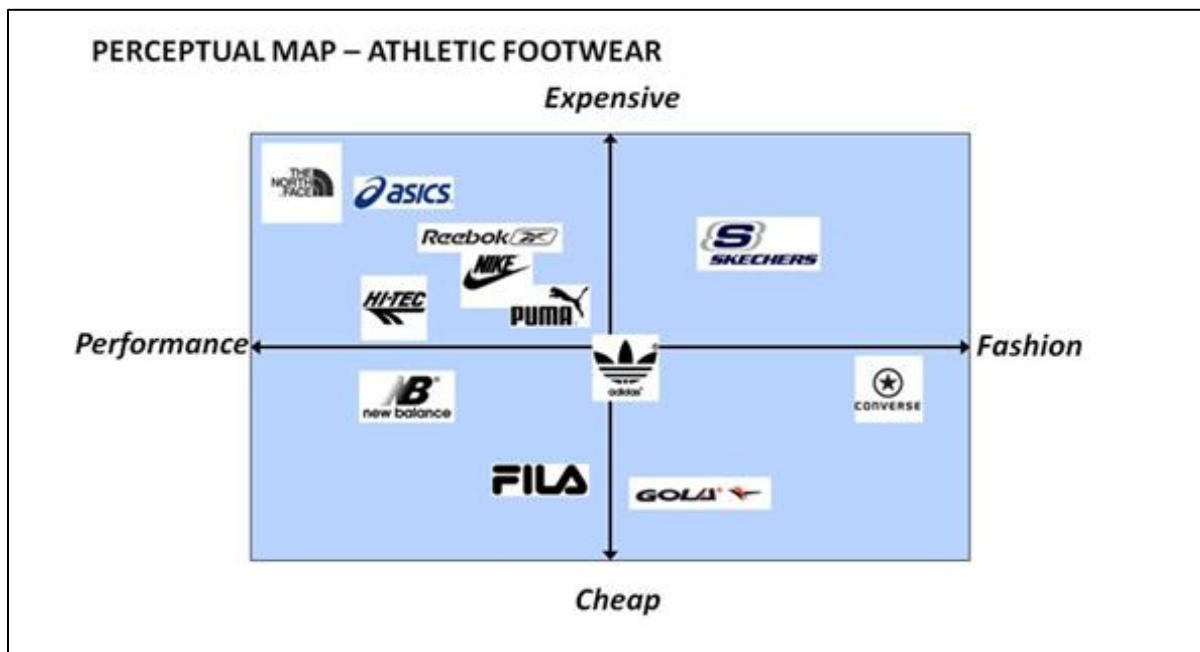 PERCEPTUAL MAP – ATHLETIC FOOTWEAR
Expensive
THE
NORTH
FACE
asics
Reebok
S
SKECHERS
NIKE
HI-TEC
PUMA
Performance
Fashion
adidas
NB
new balance
CONVERSE
FILA
GOLA
Cheap